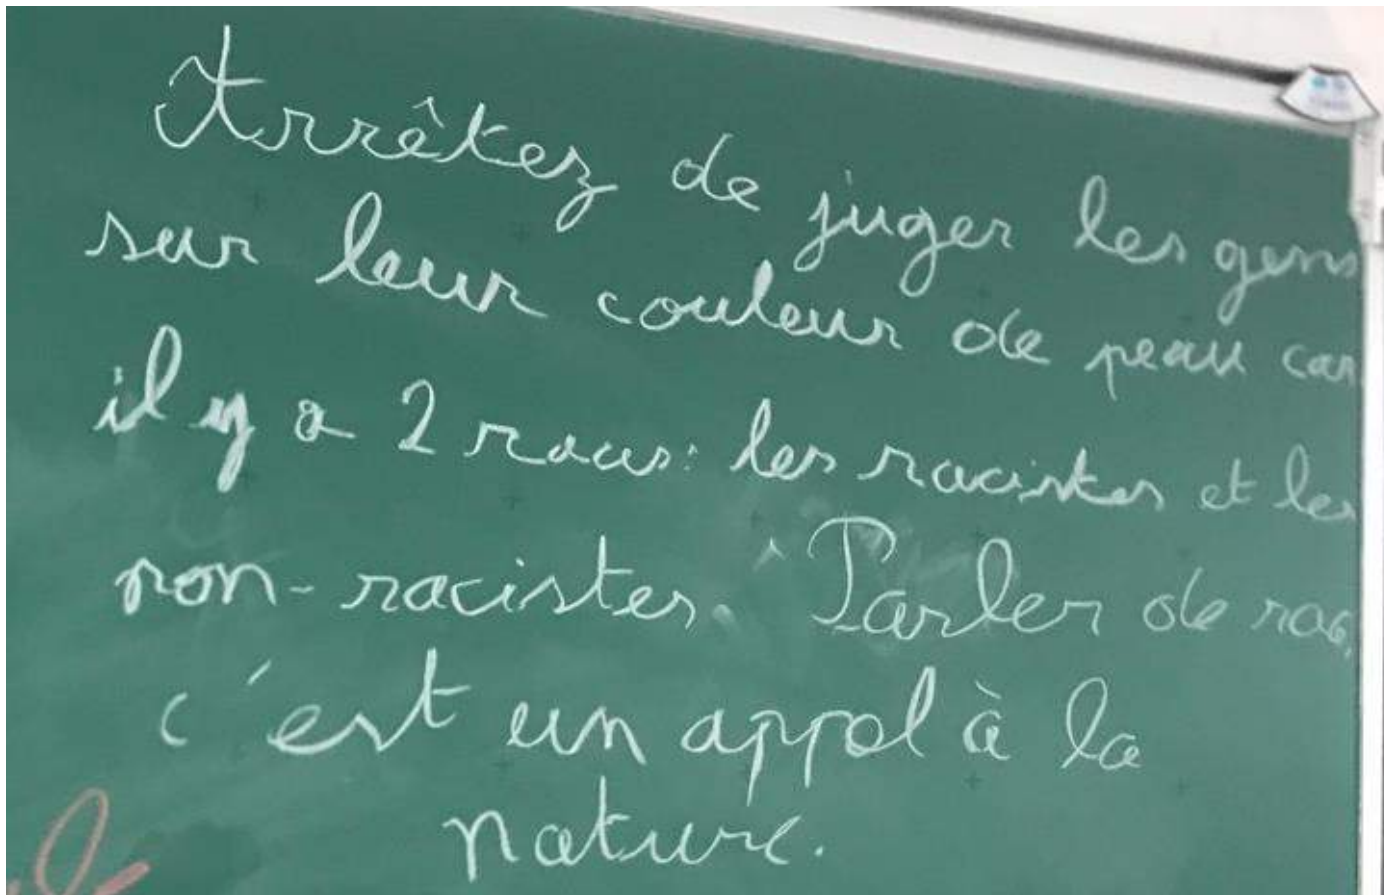 Arrêtez de juger les gens
sur leur couleur de peau car
il y a 2 races: les racistes et les
non-racistes. Parler de race,
c'est un appel à la
nature.